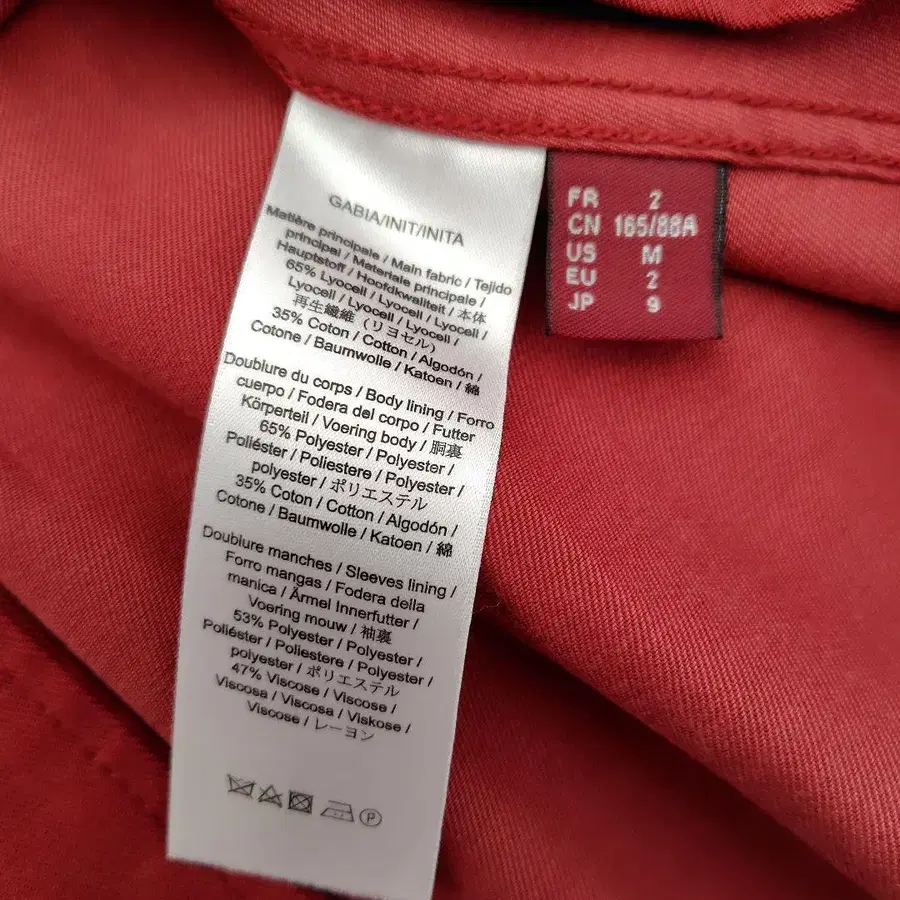 GABIA/INIT/INITA
Matière principale / Main fabric / Tejido
principal / Materiale principale /
Hauptstoff / Hoofdkwaliteit / 本体
65% Lyocell / Lyocell / Lyocell /
Lyocell / Lyocell / Lyocell /
再生繊維 (リヨセル)
35% Coton / Cotton / Algodón /
Cotone / Baumwolle / Katoen / 綿
Doublure du corps / Body lining / Forro
cuerpo / Fodera del corpo / Futter
Körperteil / Voering body / 胴裏
65% Polyester / Polyester /
Poliéster / Poliestere / Polyester /
polyester / ポリエステル
35% Coton / Cotton / Algodón /
Cotone / Baumwolle / Katoen / 綿
Doublure manches / Sleeves lining /
Forro mangas / Fodera della
manica / Ärmel Innerfutter /
Voering mouw / 袖裏
53% Polyester / Polyester /
Poliéster / Poliestere / Polyester /
polyester / ポリエステル
47% Viscose / Viscose /
Viscosa / Viscosa / Viskose /
Viscose / レーヨン
P
FR 2
CN 165/88A
US M
EU 2
JP 9